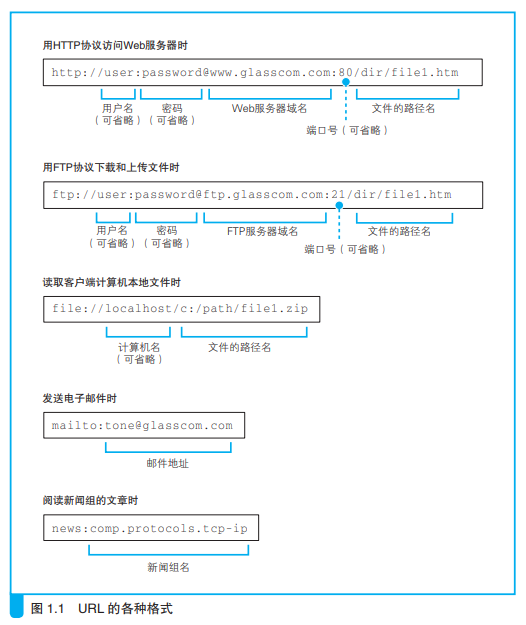 用HTTP协议访问Web服务器时
http://user:password@www.glasscom.com:80/dir/file1.htm
用户名 密码 Web服务器域名 文件的路径名
（可省略）（可省略）
端口号（可省略）
用FTP协议下载和上传文件时
ftp://user:password@ftp.glasscom.com:21/dir/file1.htm
用户名 密码 FTP服务器域名 文件的路径名
（可省略）（可省略）
端口号（可省略）
读取客户端计算机本地文件时
file://localhost/c:/path/file1.zip
计算机名 文件的路径名
（可省略）
发送电子邮件时
mailto:tone@glasscom.com
邮件地址
阅读新闻组的文章时
news:comp.protocols.tcp-ip
新闻组名
图 1.1 URL 的各种格式